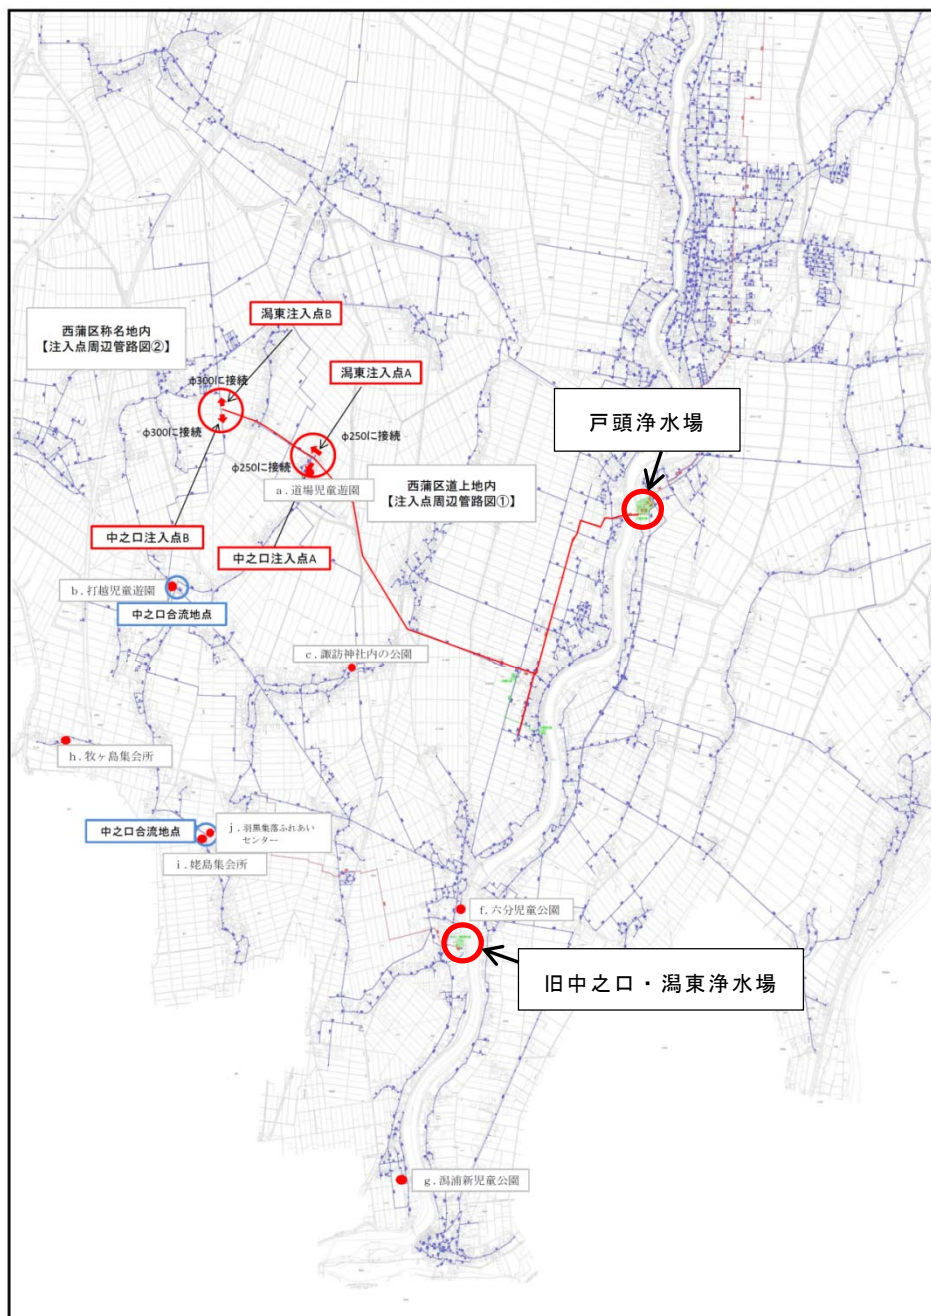 潟東注入点B
西蒲区称名地内
【注入点周辺管路図②】
潟東注入点A
φ300に接続
φ300に接続
φ250に接続
φ250に接続
a.道場児童遊園
西蒲区道上地内
【注入点周辺管路図①】
戸頭浄水場
中之口注入点B
中之口注入点A
b.打越児童遊園
中之口合流地点
c.諏訪神社内の公園
h.牧ヶ島集会所
中之口合流地点
j.羽黒集落ふれあい
センター
i.姥島集会所
f.六分児童公園
旧中之口・潟東浄水場
g.潟浦新児童公園